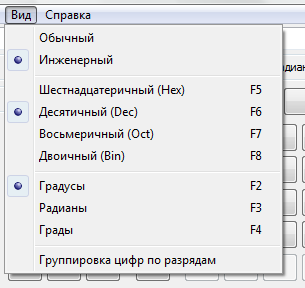 Вид Справка
Обычный
Инженерный
Шестнадцатеричный (Hex) F5
Десятичный (Dec) F6
Восьмеричный (Oct) F7
Двоичный (Bin) F8
Градусы F2
Радианы F3
Грады F4
Группировка цифр по разрядам